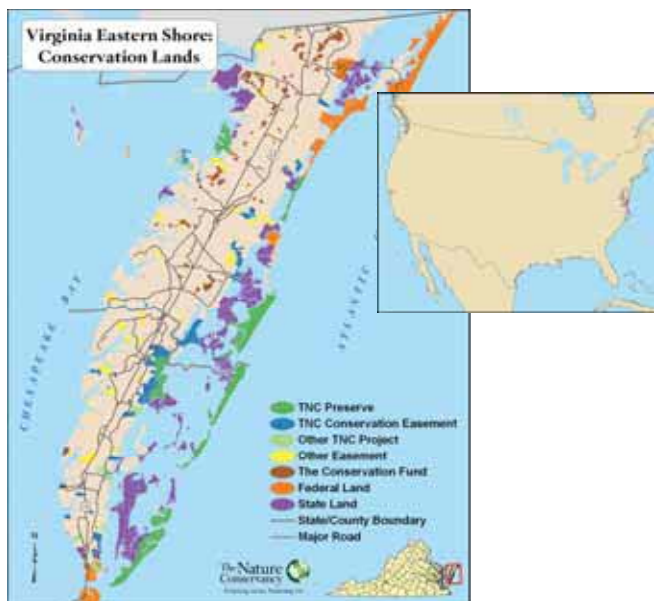 Virginia Eastern Shore:
Conservation Lands
CHESAPEAKE BAY
ATLANTIC
TNC Preserve
TNC Conservation Easement
Other TNC Project
Other Easement
The Conservation Fund
Federal Land
State Land
State/County Boundary
Major Road
The Nature
Conservancy